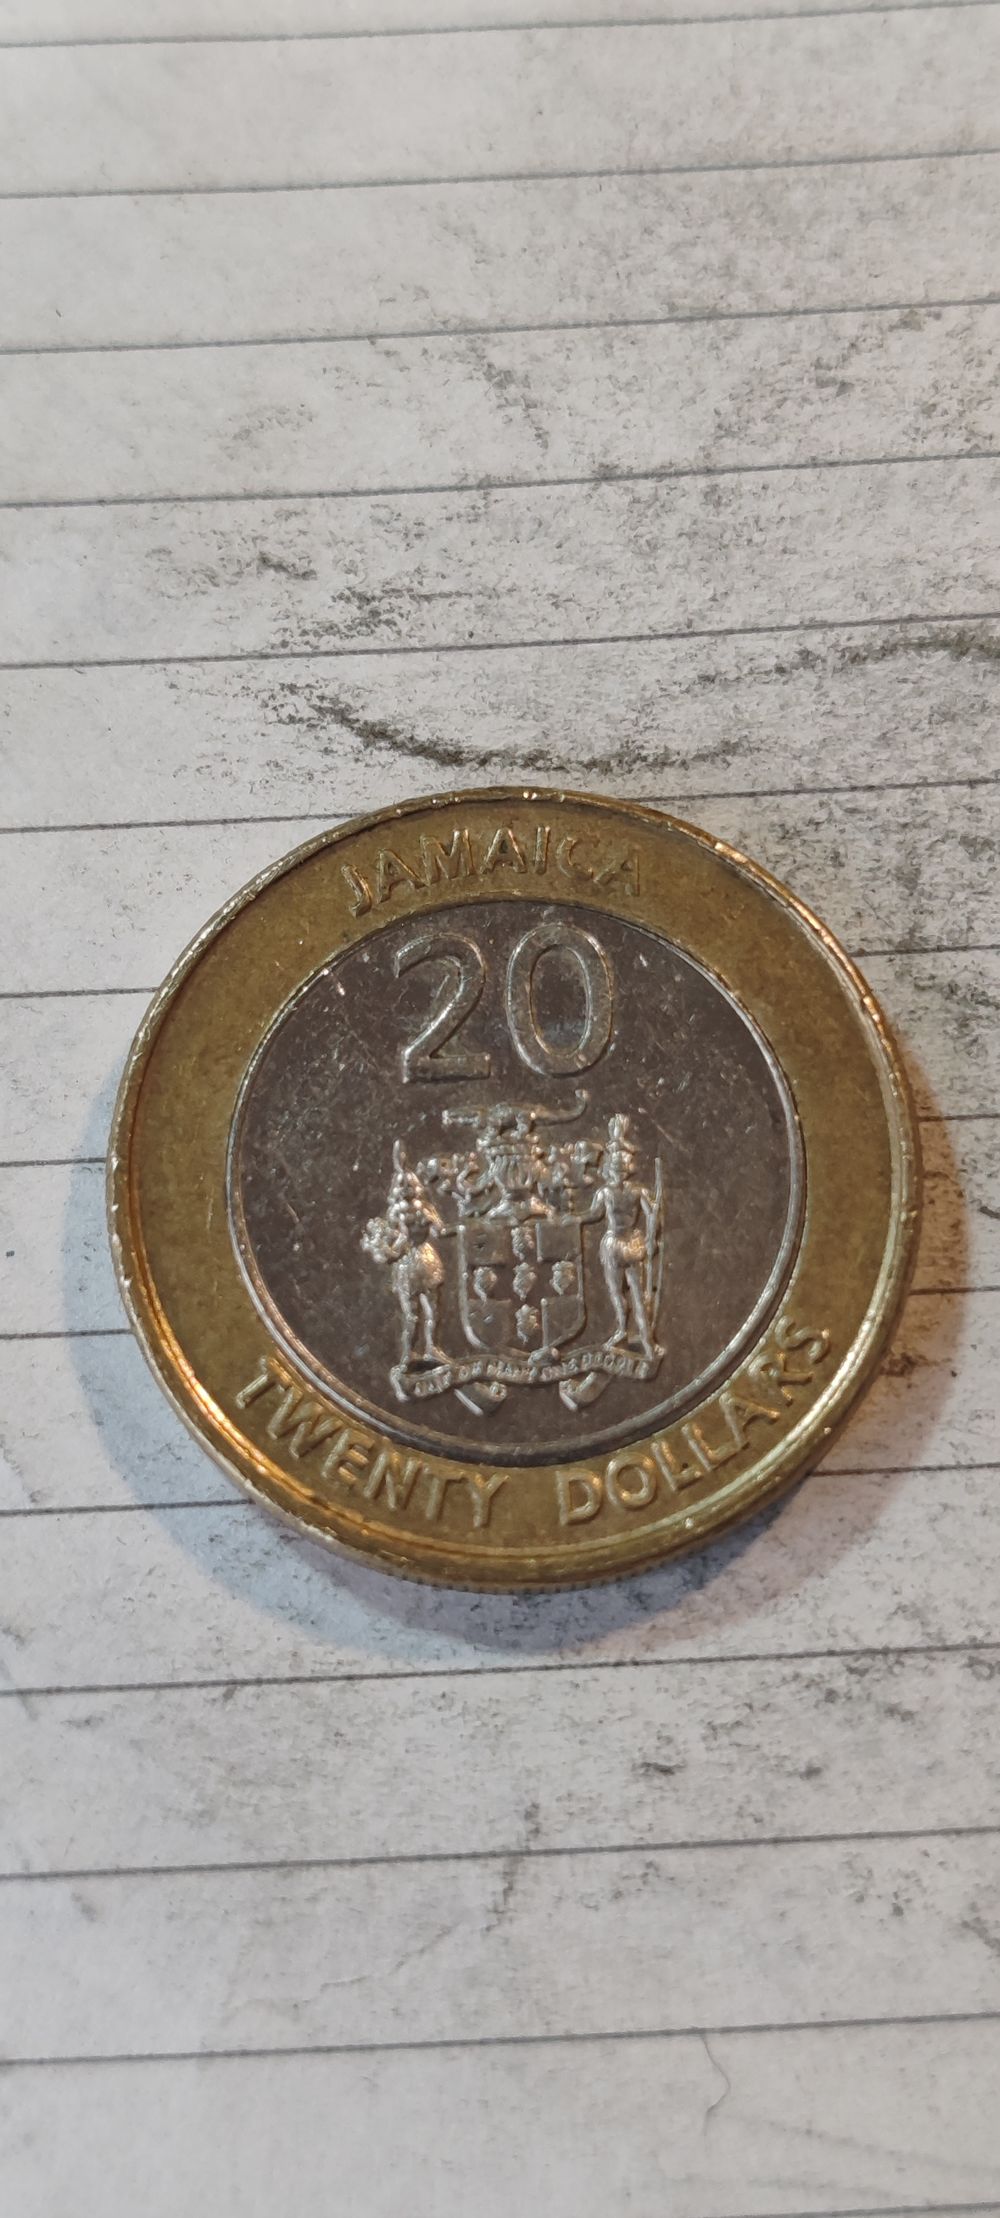 JAMAICA
20
OUT OF MANY ONE PEOPLE
TWENTY DOLLARS